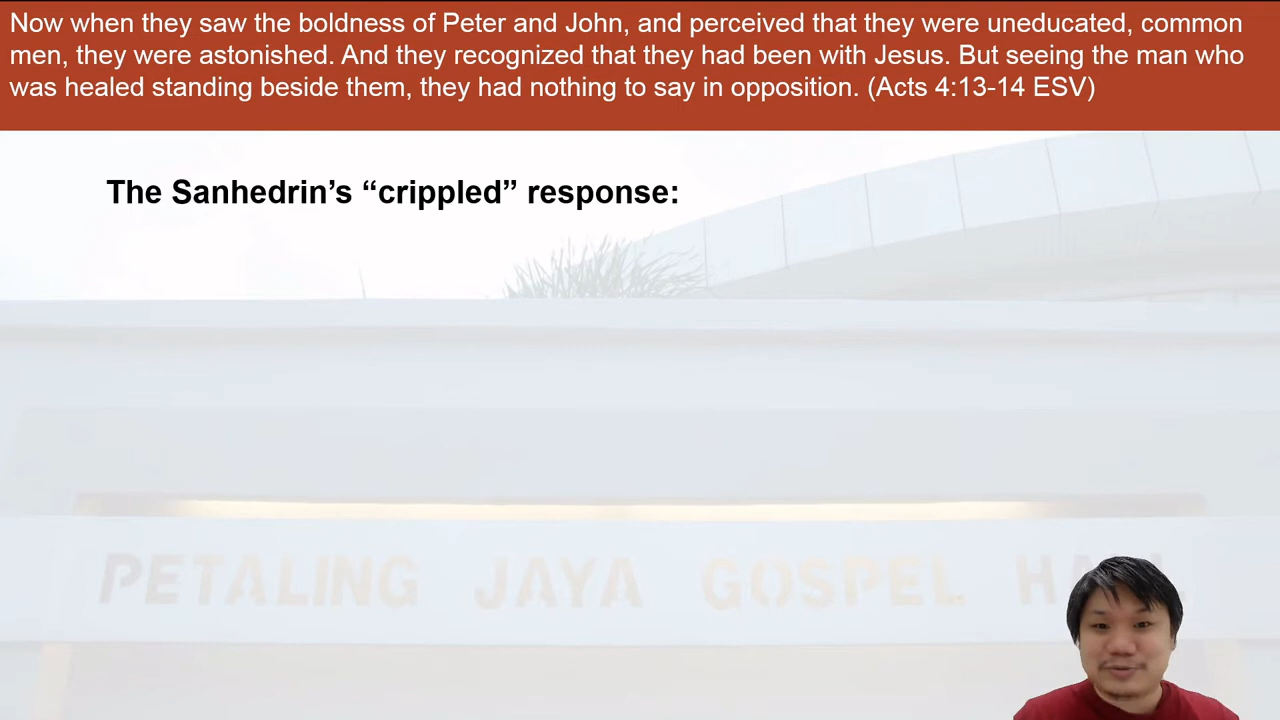 Now when they saw the boldness of Peter and John, and perceived that they were uneducated, common
men, they were astonished. And they recognized that they had been with Jesus. But seeing the man who
was healed standing beside them, they had nothing to say in opposition. (Acts 4:13-14 ESV)
The Sanhedrin’s “crippled” response:
PETALING JAYA GOSPEL